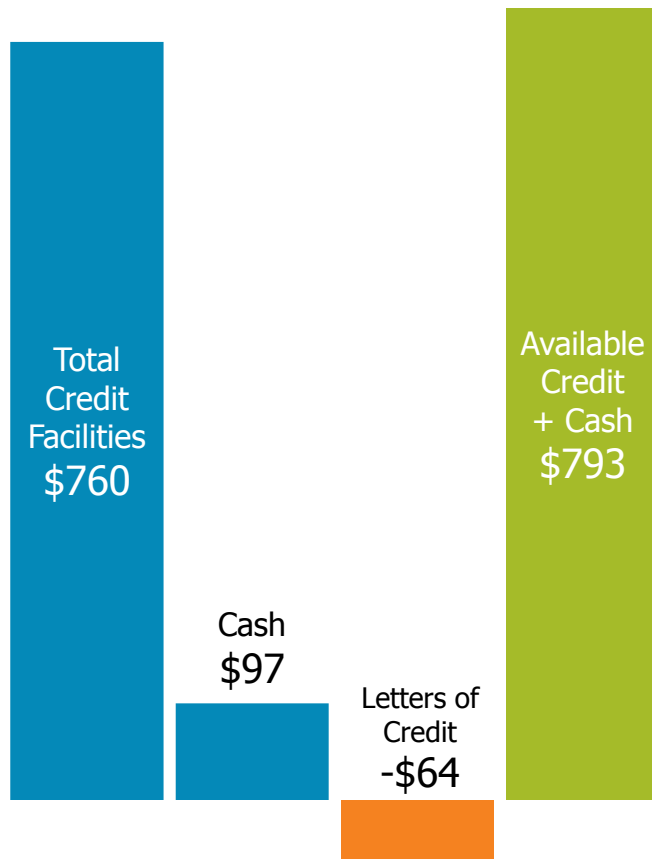 Total
Credit
Facilities
$760
Cash
$97
Letters of
Credit
-$64
Available
Credit
+ Cash
$793